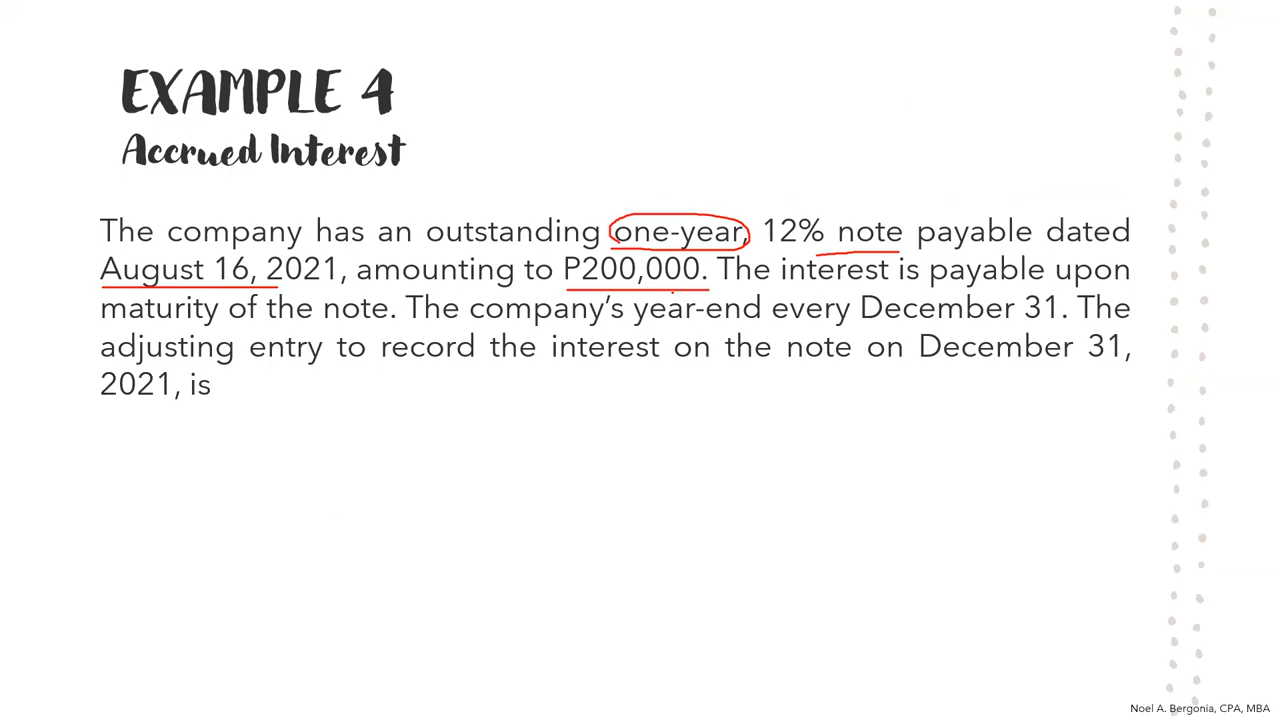 EXAMPLE 4
Accrued Interest
The company has an outstanding one-year, 12% note payable dated
August 16, 2021, amounting to P200,000. The interest is payable upon
maturity of the note. The company’s year-end every December 31. The
adjusting entry to record the interest on the note on December 31,
2021, is
Noel A. Bergonia, CPA, MBA